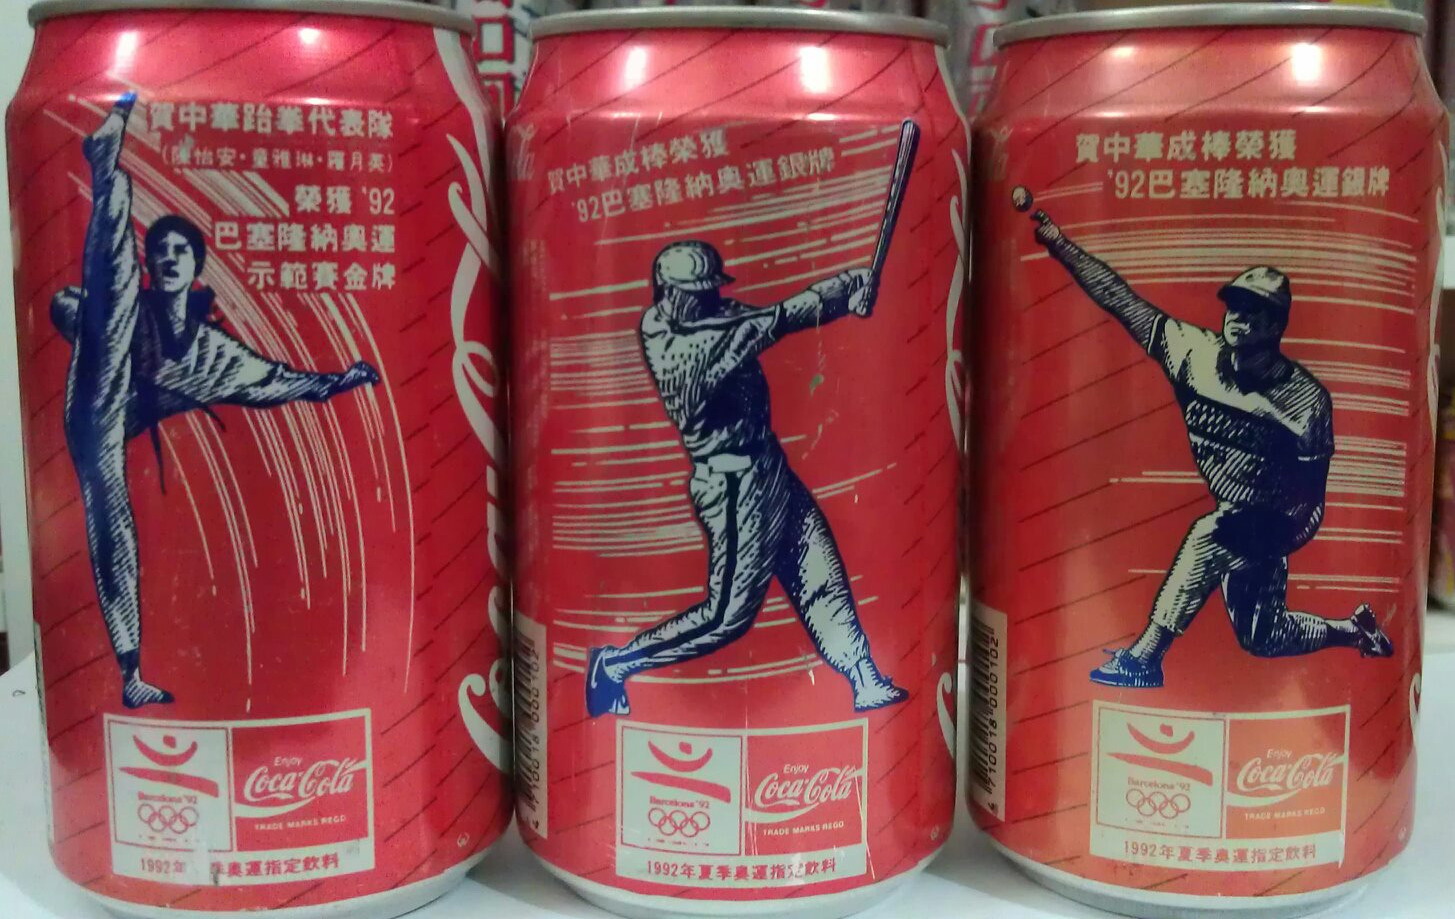 賀中華跆拳代表隊
(陳怡安·童雅琳·羅月英)
榮獲 '92
巴塞隆納奧運
示範賽金牌
Barcelona '92
Enjoy
Coca-Cola
TRADE MARKS REGD
1992年 季奧運指定飲料
賀中華成棒榮獲
'92巴塞隆納奧運銀牌
Barcelona '92
Enjoy
Coca-Cola
TRADE MARKS REGD
1992年夏季奧運指定飲料
4 710018 000102
賀中華成棒榮獲
'92巴塞隆納奧運銀牌
Barcelona '92
Enjoy
Coca-Cola
TRADE MARKS REGD
1992年夏季奧運指定飲料
4 710018 000102